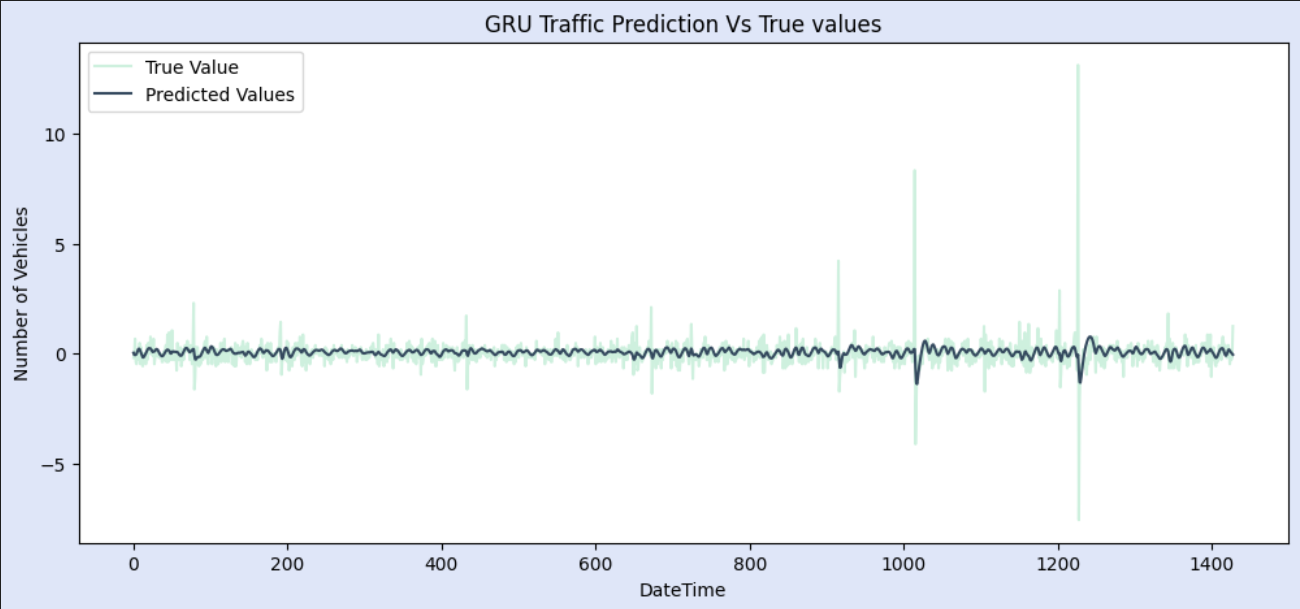 GRU Traffic Prediction Vs True values
True Value
Predicted Values
10
5
0
−5
Number of Vehicles
0 200 400 600 800 1000 1200 1400
DateTime